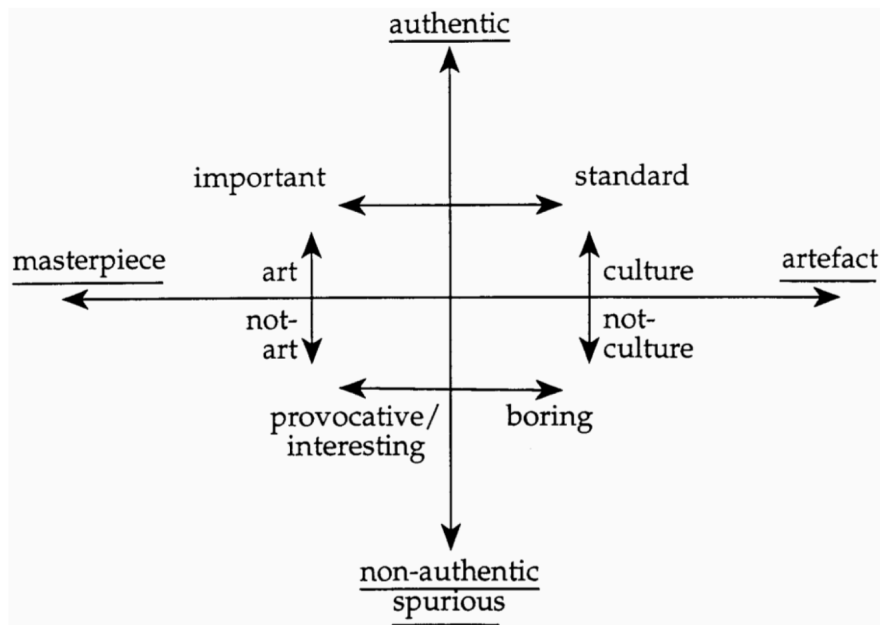 authentic
important
standard
masterpiece
art
culture
artefact
not-
art
not-
culture
provocative/
interesting
boring
non-authentic
spurious